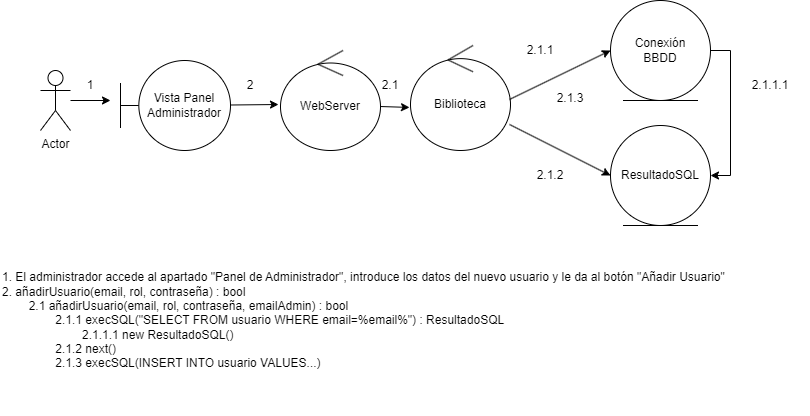 Conexión
BBDD
2.1.1
1
2
2.1
2.1.3
2.1.1.1
Vista Panel
Administrador
WebServer
Biblioteca
Actor
2.1.2
ResultadoSQL
1. El administrador accede al apartado "Panel de Administrador", introduce los datos del nuevo usuario y le da al botón "Añadir Usuario"
2. añadirUsuario(email, rol, contraseña) : bool
2.1 añadirUsuario(email, rol, contraseña, emailAdmin) : bool
2.1.1 execSQL("SELECT FROM usuario WHERE email=%email%") : ResultadoSQL
2.1.1.1 new ResultadoSQL()
2.1.2 next()
2.1.3 execSQL(INSERT INTO usuario VALUES...)